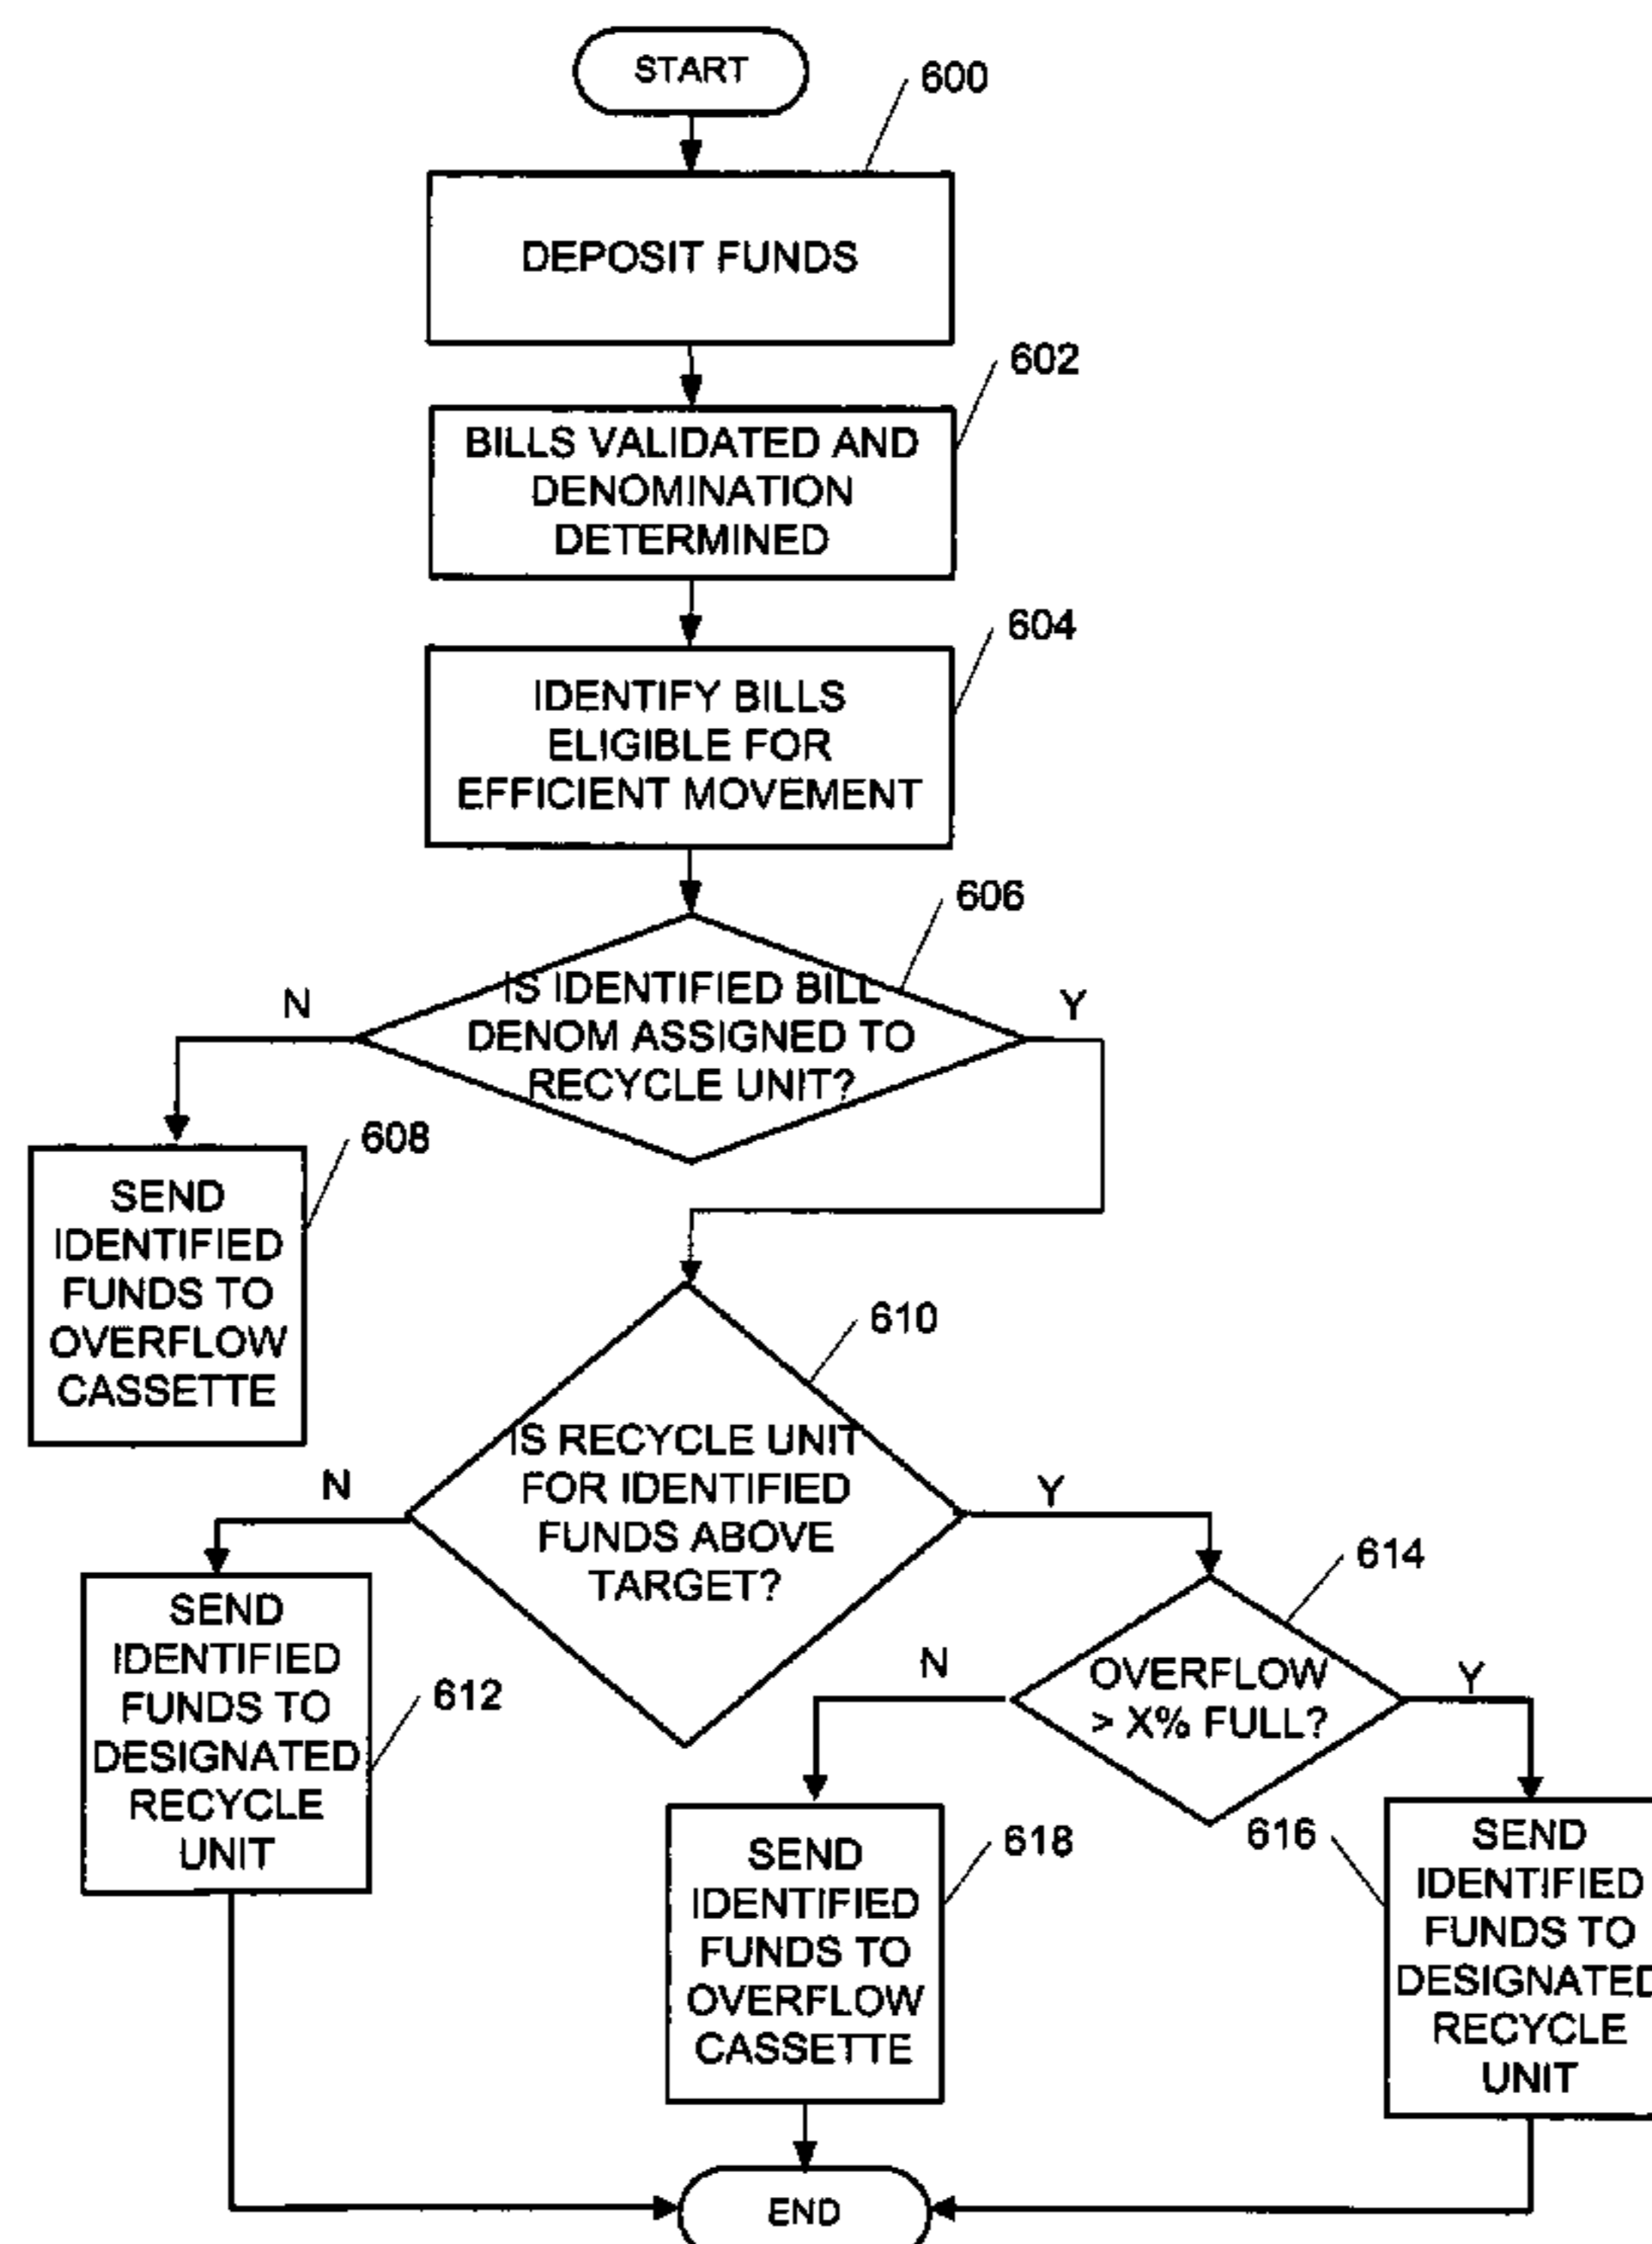 START
600
DEPOSIT FUNDS
602
BILLS VALIDATED AND
DENOMINATION
DETERMINED
604
IDENTIFY BILLS
ELIGIBLE FOR
EFFICIENT MOVEMENT
606
IS IDENTIFIED BILL
DENOM ASSIGNED TO
RECYCLE UNIT?
N
Y
608
SEND
IDENTIFIED
FUNDS TO
OVERFLOW
CASSETTE
610
IS RECYCLE UNIT
FOR IDENTIFIED
FUNDS ABOVE
TARGET?
N
Y
612
SEND
IDENTIFIED
FUNDS TO
DESIGNATED
RECYCLE
UNIT
614
OVERFLOW
> X% FULL?
N
Y
618
SEND
IDENTIFIED
FUNDS TO
OVERFLOW
CASSETTE
616
SEND
IDENTIFIED
FUNDS TO
DESIGNATED
RECYCLE
UNIT
END